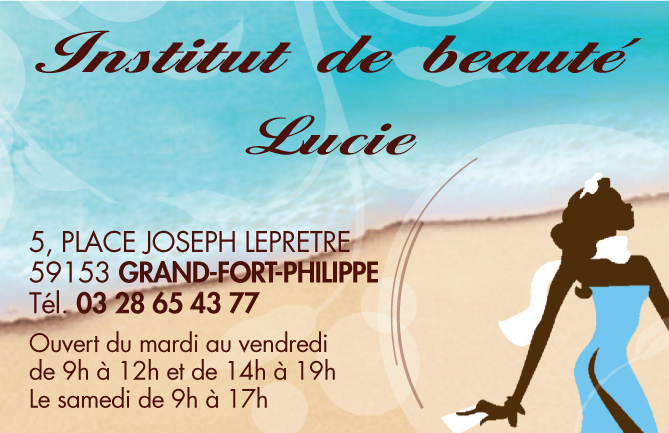 Institut de beauté
Lucie
5, PLACE JOSEPH LEPRETRE
59153 GRAND-FORT-PHILIPPE
Tél. 03 28 65 43 77
Ouvert du mardi au vendredi
de 9h à 12h et de 14h à 19h
Le samedi de 9h à 17h